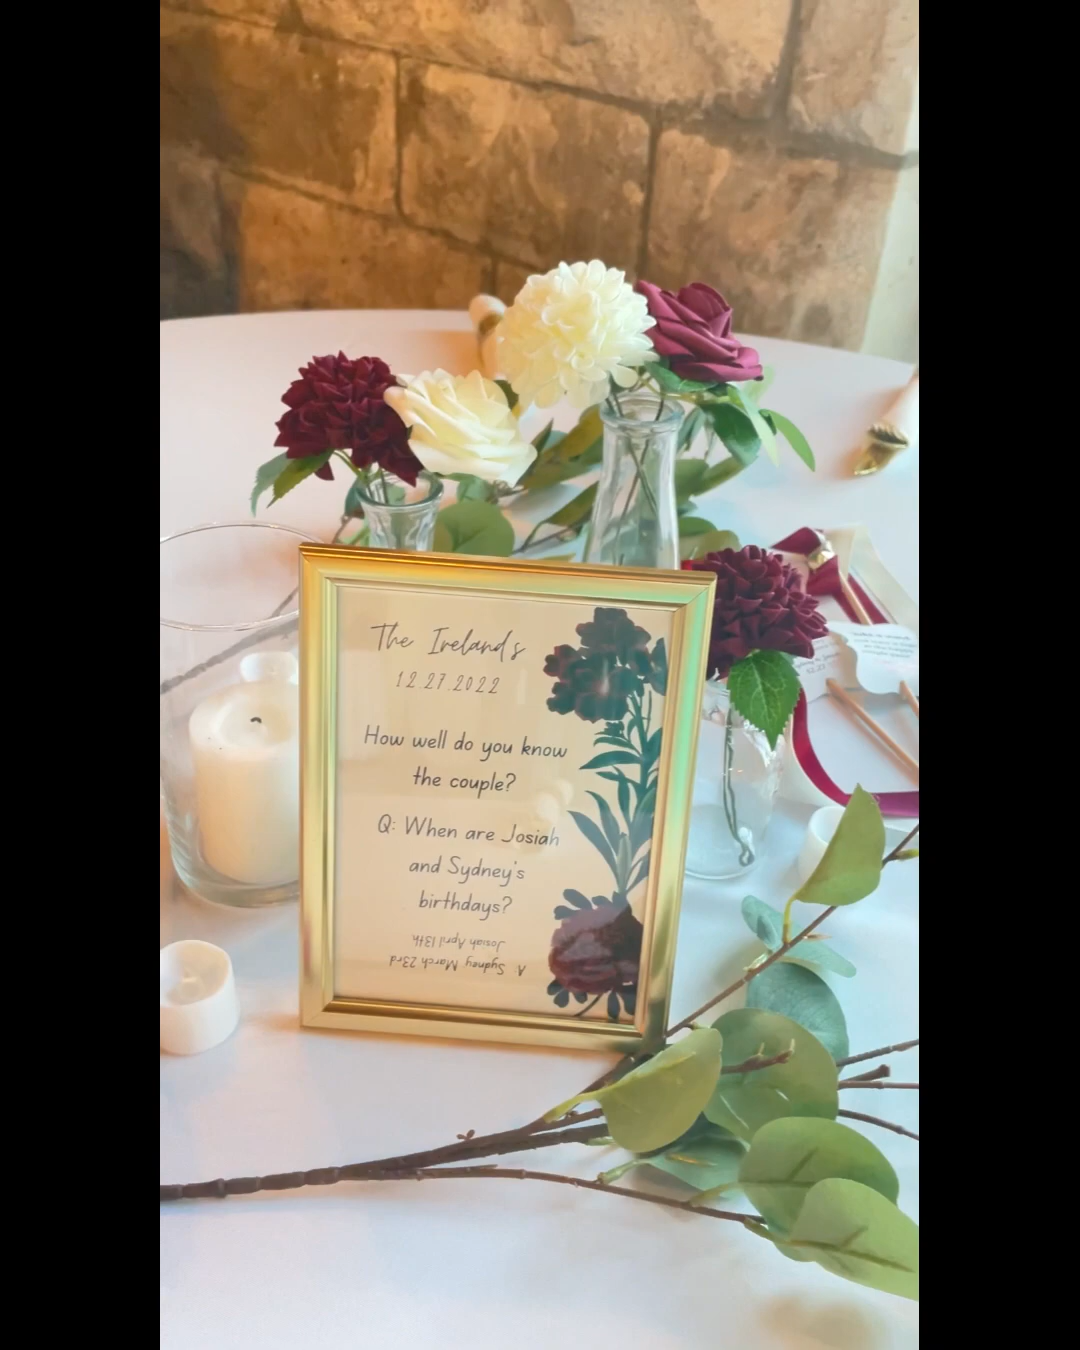 The Ireland's
12.27.2022
How well do you know
the couple?
Q: When are Josiah
and Sydney's
birthdays?
A: Sydney March 23rd
Josiah April 13th